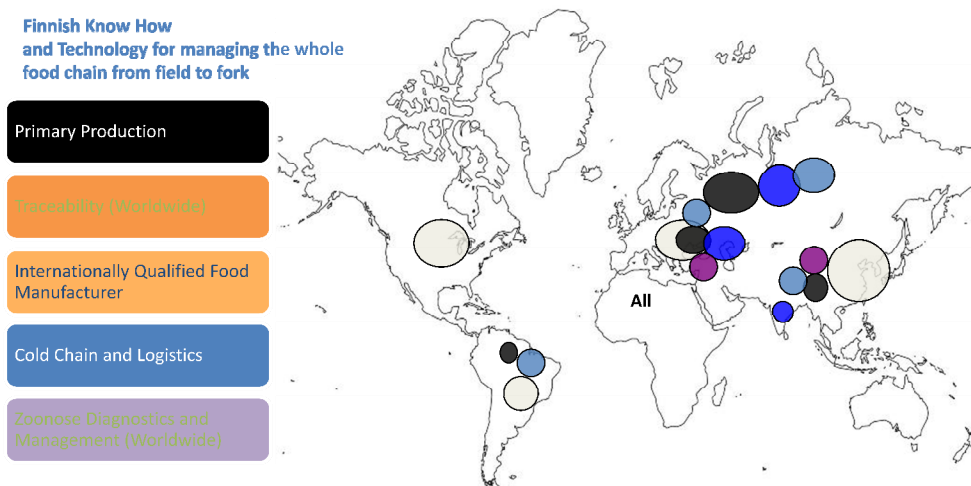 Finnish Know How
and Technology for managing the whole
food chain from field to fork
Primary Production
Traceability (Worldwide)
Internationally Qualified Food
Manufacturer
Cold Chain and Logistics
Zoonose Diagnostics and
Management (Worldwide)
All